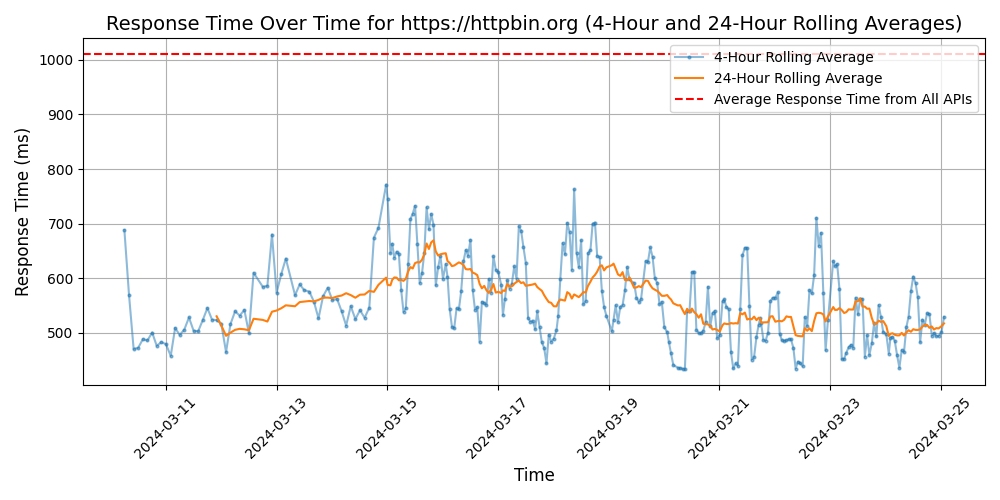 Response Time Over Time for https://httpbin.org (4-Hour and 24-Hour Rolling Averages)
4-Hour Rolling Average
24-Hour Rolling Average
Average Response Time from All APIs
Response Time (ms)
1000
900
800
700
600
500
2024-03-11
2024-03-13
2024-03-15
2024-03-17
2024-03-19
2024-03-21
2024-03-23
2024-03-25
Time